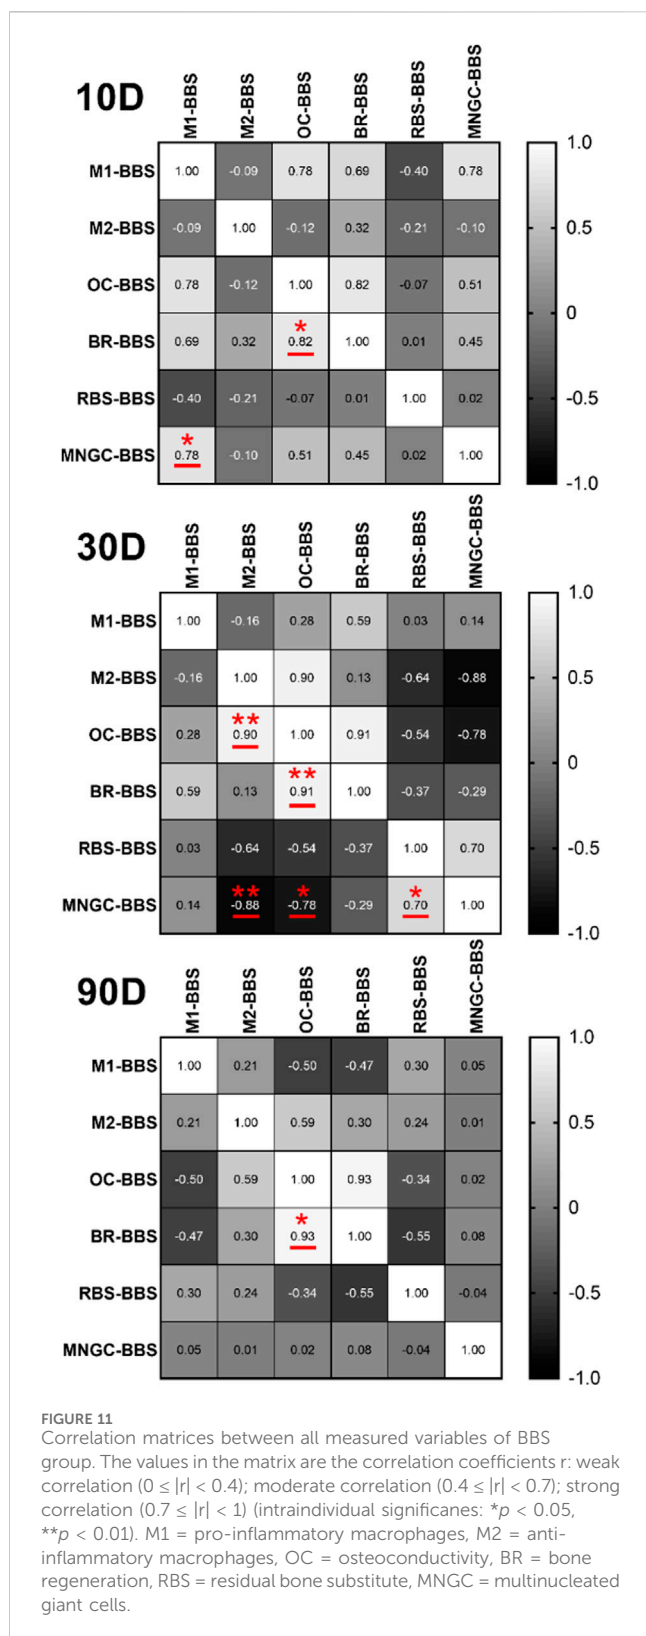 10D
M1-BBS M2-BBS OC-BBS BR-BBS RBS-BBS MNGC-BBS
M1-BBS 1.00 -0.09 0.78 0.69 -0.40 0.78
M2-BBS -0.09 1.00 -0.12 0.32 -0.21 -0.10
OC-BBS 0.78 -0.12 1.00 0.82 -0.07 0.51
*
BR-BBS 0.69 0.32 0.82 1.00 0.01 0.45
RBS-BBS -0.40 -0.21 -0.07 0.01 1.00 0.02
*
MNGC-BBS 0.78 -0.10 0.51 0.45 0.02 1.00
1.0
0.5
0
-0.5
-1.0
30D
M1-BBS M2-BBS OC-BBS BR-BBS RBS-BBS MNGC-BBS
M1-BBS 1.00 -0.16 0.28 0.59 0.03 0.14
M2-BBS -0.16 1.00 0.90 0.13 -0.64 -0.88
**
OC-BBS 0.28 0.90 1.00 0.91 -0.54 -0.78
**
BR-BBS 0.59 0.13 0.91 1.00 -0.37 -0.29
RBS-BBS 0.03 -0.64 -0.54 -0.37 1.00 0.70
** * *
MNGC-BBS 0.14 -0.88 -0.78 -0.29 0.70 1.00
1.0
0.5
0
-0.5
-1.0
90D
M1-BBS M2-BBS OC-BBS BR-BBS RBS-BBS MNGC-BBS
M1-BBS 1.00 0.21 -0.50 -0.47 0.30 0.05
M2-BBS 0.21 1.00 0.59 0.30 0.24 0.01
OC-BBS -0.50 0.59 1.00 0.93 -0.34 0.02
*
BR-BBS -0.47 0.30 0.93 1.00 -0.55 0.08
RBS-BBS 0.30 0.24 -0.34 -0.55 1.00 -0.04
MNGC-BBS 0.05 0.01 0.02 0.08 -0.04 1.00
1.0
0.5
0
-0.5
-1.0
FIGURE 11
Correlation matrices between all measured variables of BBS
group. The values in the matrix are the correlation coefficients r: weak
correlation (0 ≤ |r| < 0.4); moderate correlation (0.4 ≤ |r| < 0.7); strong
correlation (0.7 ≤ |r| < 1) (intraindividual significanes: *p < 0.05,
**p < 0.01). M1 = pro-inflammatory macrophages, M2 = anti-
inflammatory macrophages, OC = osteoconductivity, BR = bone
regeneration, RBS = residual bone substitute, MNGC = multinucleated
giant cells.